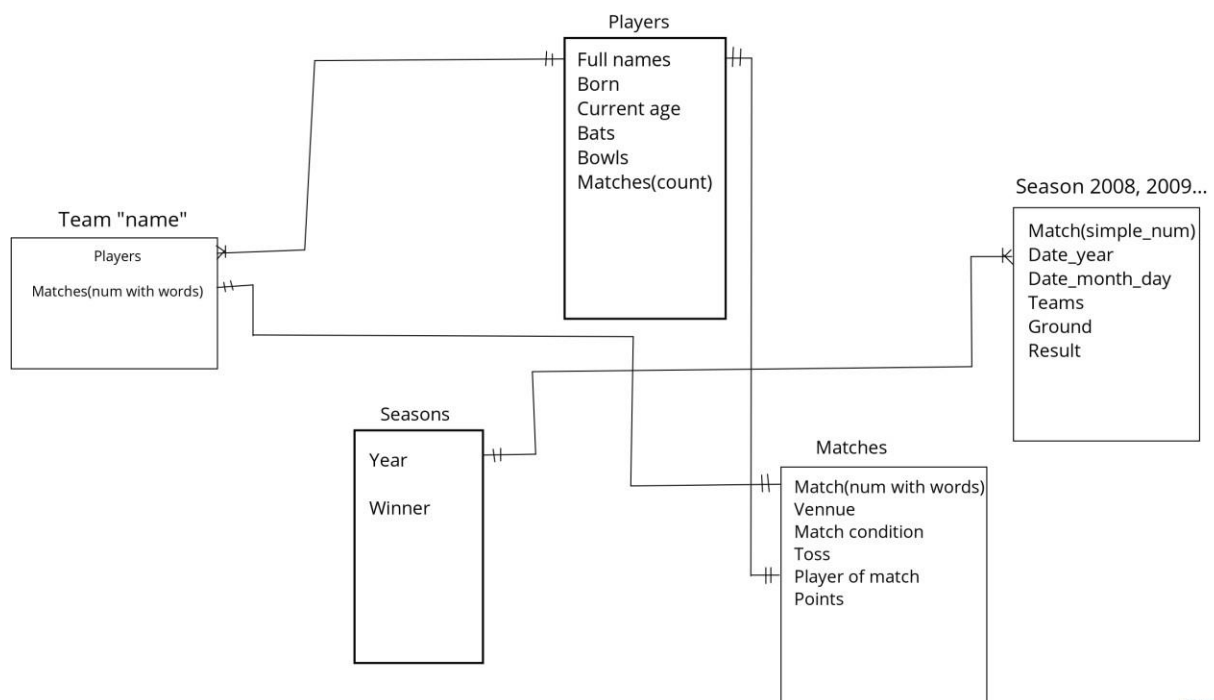 Players
Full names
Born
Current age
Bats
Bowls
Matches(count)
Season 2008, 2009...
Match(simple_num)
Date_year
Date_month_day
Teams
Ground
Result
Team "name"
Players
Matches(num with words)
Seasons
Year
Winner
Matches
Match(num with words)
Vennue
Match condition
Toss
Player of match
Points